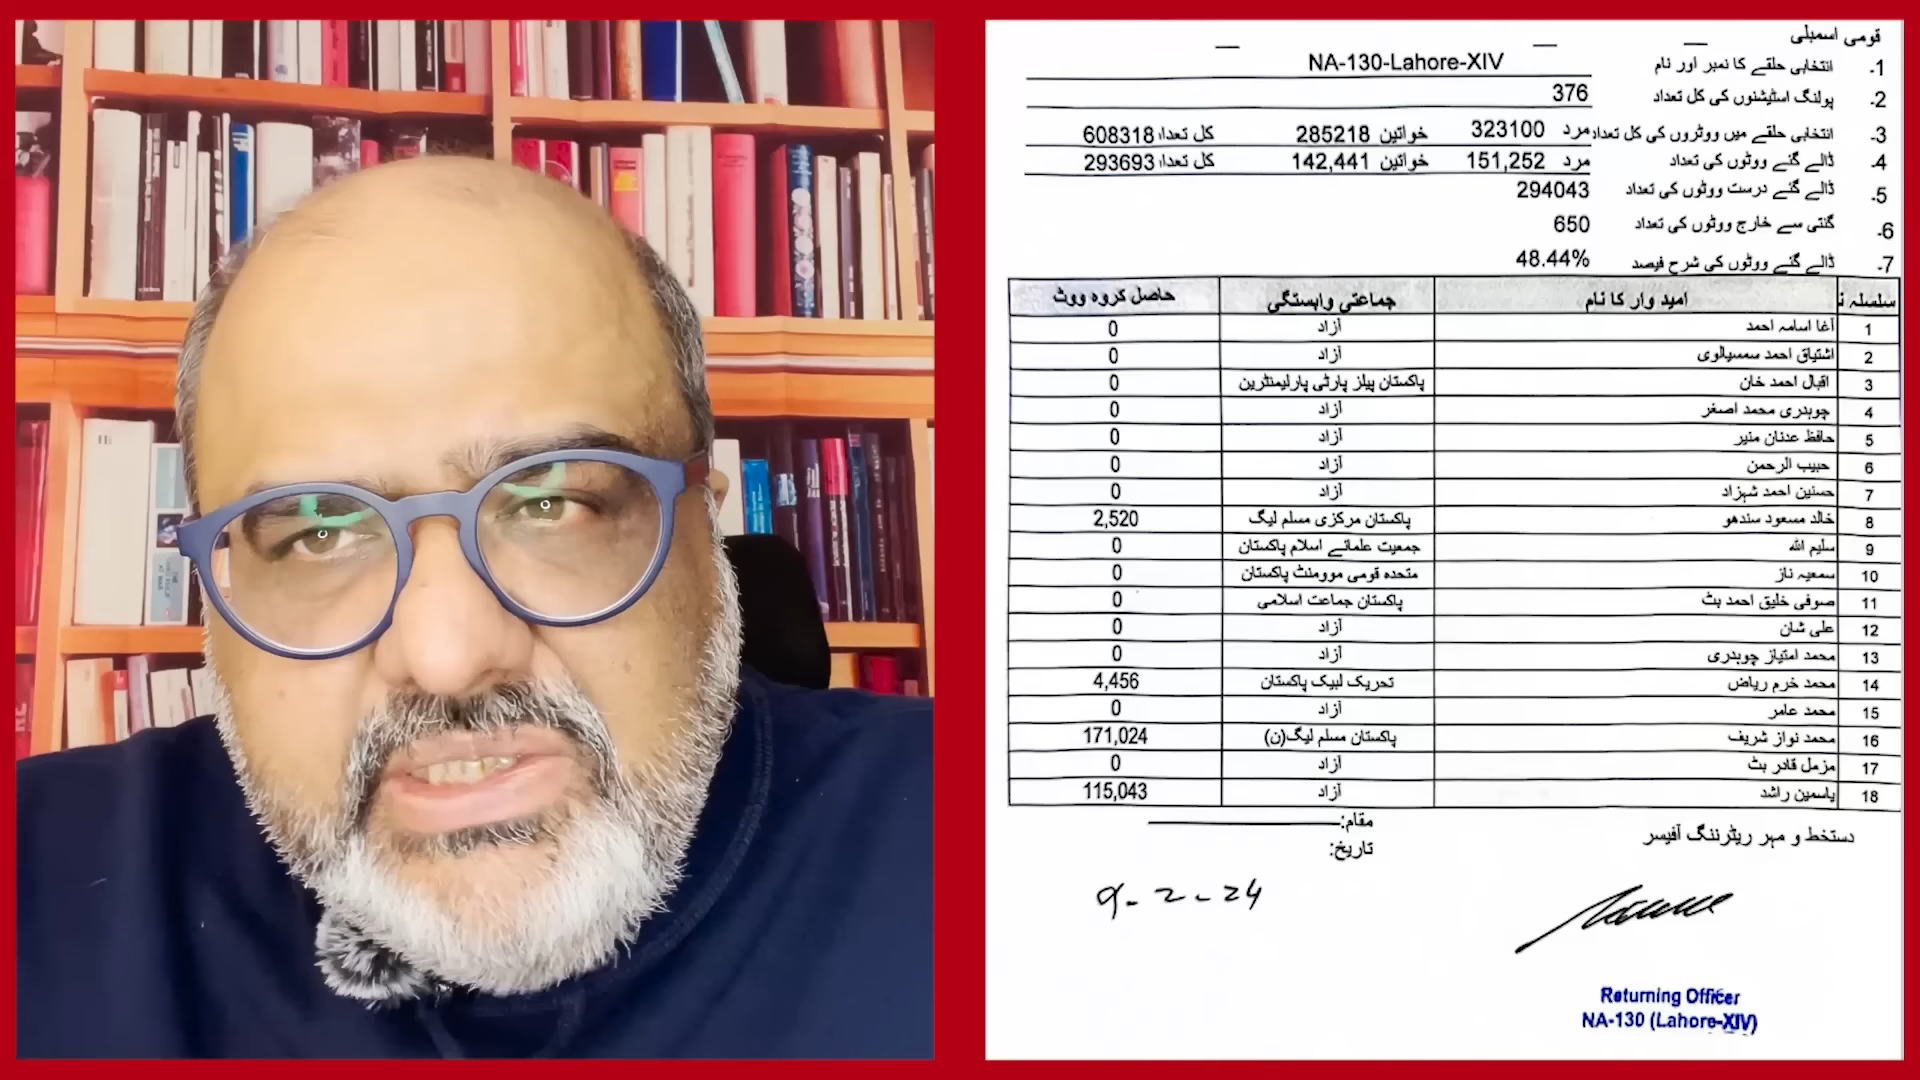 قومی اسمبلی
1- انتخابی حلقے کا نمبر اور نام NA-130-Lahore-XIV
2- پولنگ اسٹیشنوں کی کل تعداد 376
3- انتخابی حلقے میں ووٹروں کی کل تعداد مرد 323100 خواتین 285218 کل تعداد 608318
4- ڈالے گئے ووٹوں کی تعداد مرد 151,252 خواتین 142,441 کل تعداد 293693
5- ڈالے گئے درست ووٹوں کی تعداد 294043
6- گنتی سے خارج ووٹوں کی تعداد 650
7- ڈالے گئے ووٹوں کی شرح فیصد 48.44%
سلسلہ ن امید وار کا نام جماعتی وابستگی حاصل کروہ ووٹ
1 آغا اسامہ احمد آزاد 0
2 اشتیاق احمد سمسیالوی آزاد 0
3 اقبال احمد خان پاکستان پیلز پارٹی پارلیمنٹرین 0
4 چوہدری محمد اصغر آزاد 0
5 حافظ عدنان منیر آزاد 0
6 حبیب الرحمن آزاد 0
7 حسنین احمد شہزاد آزاد 0
8 خالد مسعود سندھو پاکستان مرکزی مسلم لیگ 2,520
9 سلیم اللہ جمعیت علمائے اسلام پاکستان 0
10 سمعیہ ناز متحدہ قومی موومنٹ پاکستان 0
11 صوفی خلیق احمد بٹ پاکستان جماعت اسلامی 0
12 علی شان آزاد 0
13 محمد امتیاز چوہدری آزاد 0
14 محمد خرم ریاض تحریک لبیک پاکستان 4,456
15 محمد عامر آزاد 0
16 محمد نواز شریف پاکستان مسلم لیگ(ن) 171,024
17 مزمل قادر بٹ آزاد 0
18 یاسمین راشد آزاد 115,043
مقام:
دستخط و مہر ریٹرننگ آفیسر
تاریخ:
9-2-24
Returning Officer
NA-130 (Lahore-XIV)